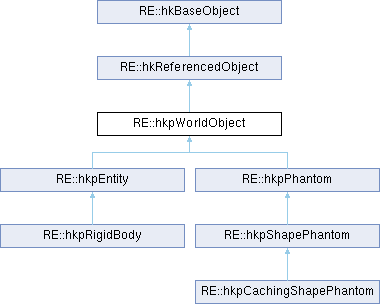 RE::hkBaseObject
RE::hkReferencedObject
RE::hkpWorldObject
RE::hkpEntity
RE::hkpPhantom
RE::hkpRigidBody
RE::hkpShapePhantom
RE::hkpCachingShapePhantom